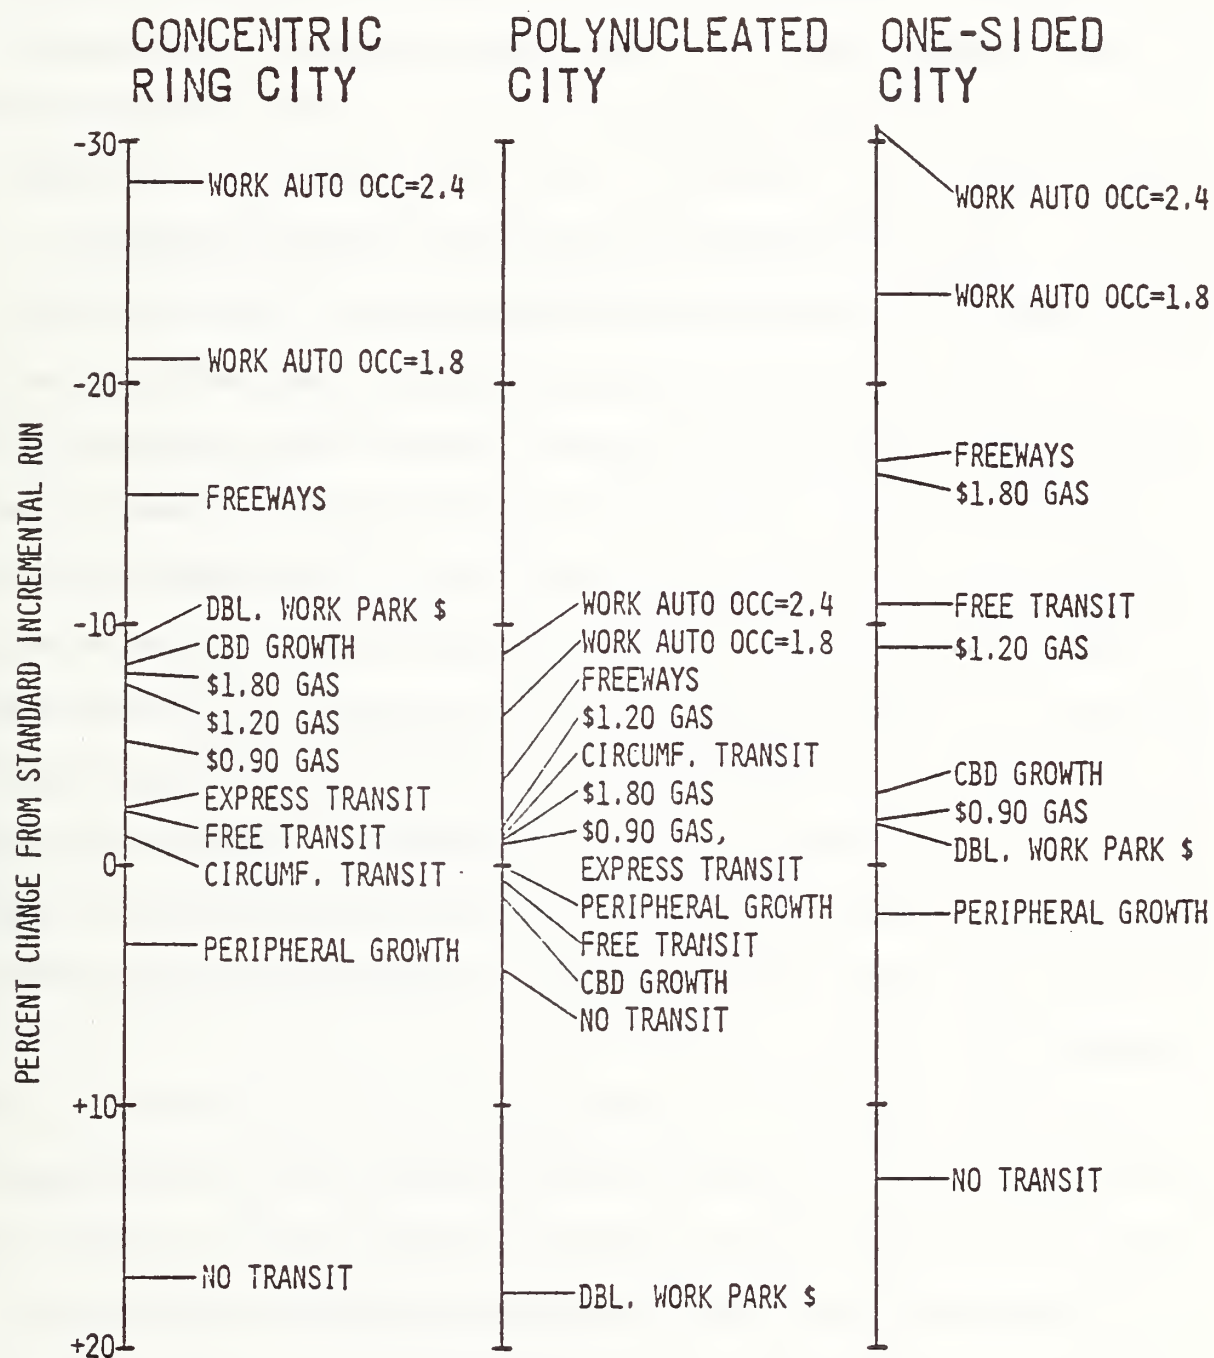 CONCENTRIC
RING CITY
POLYNUCLEATED
CITY
ONE-SIDED
CITY
PERCENT CHANGE FROM STANDARD INCREMENTAL RUN
-30
-20
-10
0
+10
+20
WORK AUTO OCC=2.4
WORK AUTO OCC=1.8
FREEWAYS
DBL. WORK PARK $
CBD GROWTH
$1.80 GAS
$1.20 GAS
$0.90 GAS
EXPRESS TRANSIT
FREE TRANSIT
CIRCUMF. TRANSIT
PERIPHERAL GROWTH
NO TRANSIT
WORK AUTO OCC=2.4
WORK AUTO OCC=1.8
FREEWAYS
$1.20 GAS
CIRCUMF. TRANSIT
$1.80 GAS
$0.90 GAS,
EXPRESS TRANSIT
PERIPHERAL GROWTH
FREE TRANSIT
CBD GROWTH
NO TRANSIT
DBL. WORK PARK $
WORK AUTO OCC=2.4
WORK AUTO OCC=1.8
FREEWAYS
$1.80 GAS
FREE TRANSIT
$1.20 GAS
CBD GROWTH
$0.90 GAS
DBL. WORK PARK $
PERIPHERAL GROWTH
NO TRANSIT